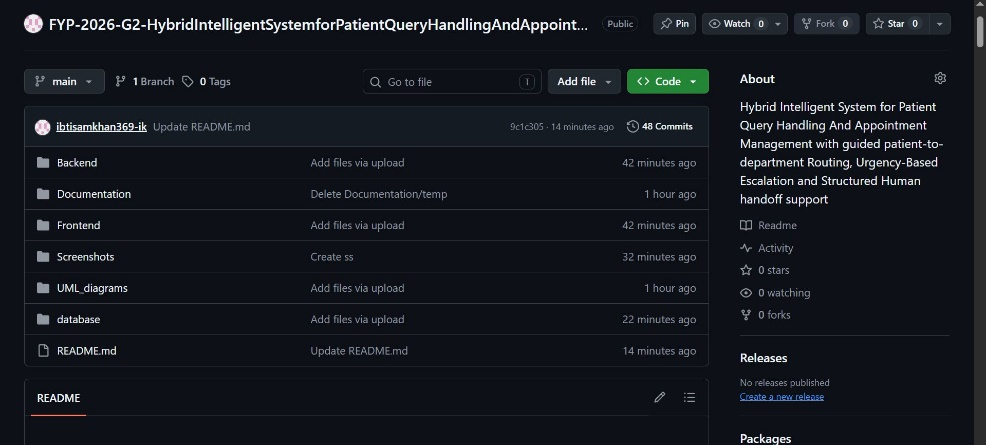 FYP-2026-G2-HybridIntelligentSystemforPatientQueryHandlingAndAppoint... Public Pin Watch 0 Fork 0 Star 0
main 1 Branch 0 Tags Go to file Add file Code
ibtisamkhan369-ik Update README.md 9c1c305 · 14 minutes ago 48 Commits
Backend Add files via upload 42 minutes ago
Documentation Delete Documentation/temp 1 hour ago
Frontend Add files via upload 42 minutes ago
Screenshots Create ss 32 minutes ago
UML_diagrams Add files via upload 1 hour ago
database Add files via upload 22 minutes ago
README.md Update README.md 14 minutes ago
README
About
Hybrid Intelligent System for Patient
Query Handling And Appointment
Management with guided patient-to-
department Routing, Urgency-Based
Escalation and Structured Human
handoff support
Readme
Activity
0 stars
0 watching
0 forks
Releases
No releases published
Create a new release
Packages